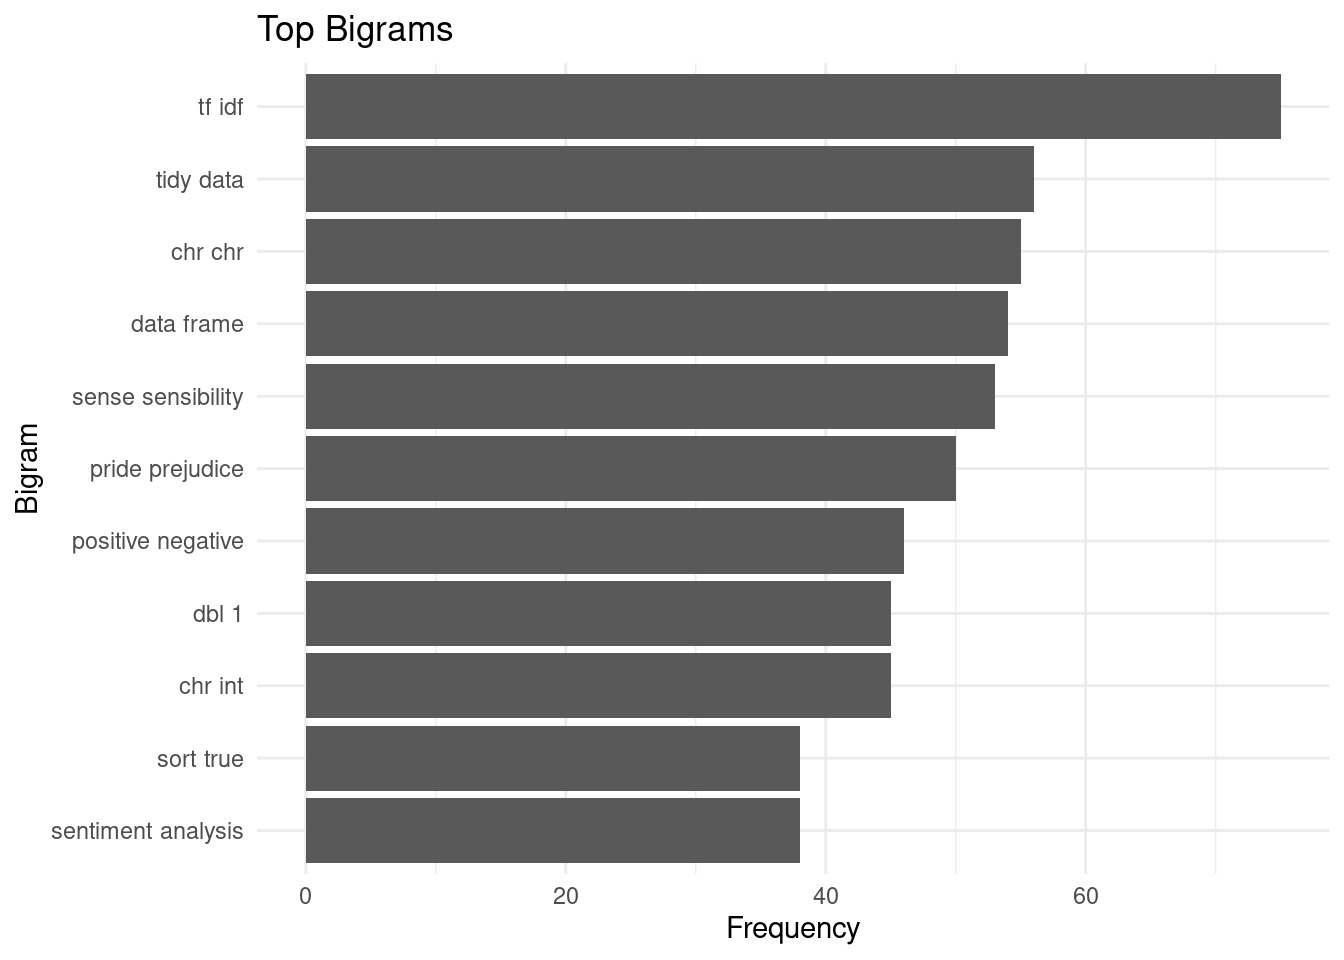 Top Bigrams
tf idf
tidy data
chr chr
data frame
sense sensibility
pride prejudice
positive negative
dbl 1
chr int
sort true
sentiment analysis
Bigram
0 20 40 60
Frequency